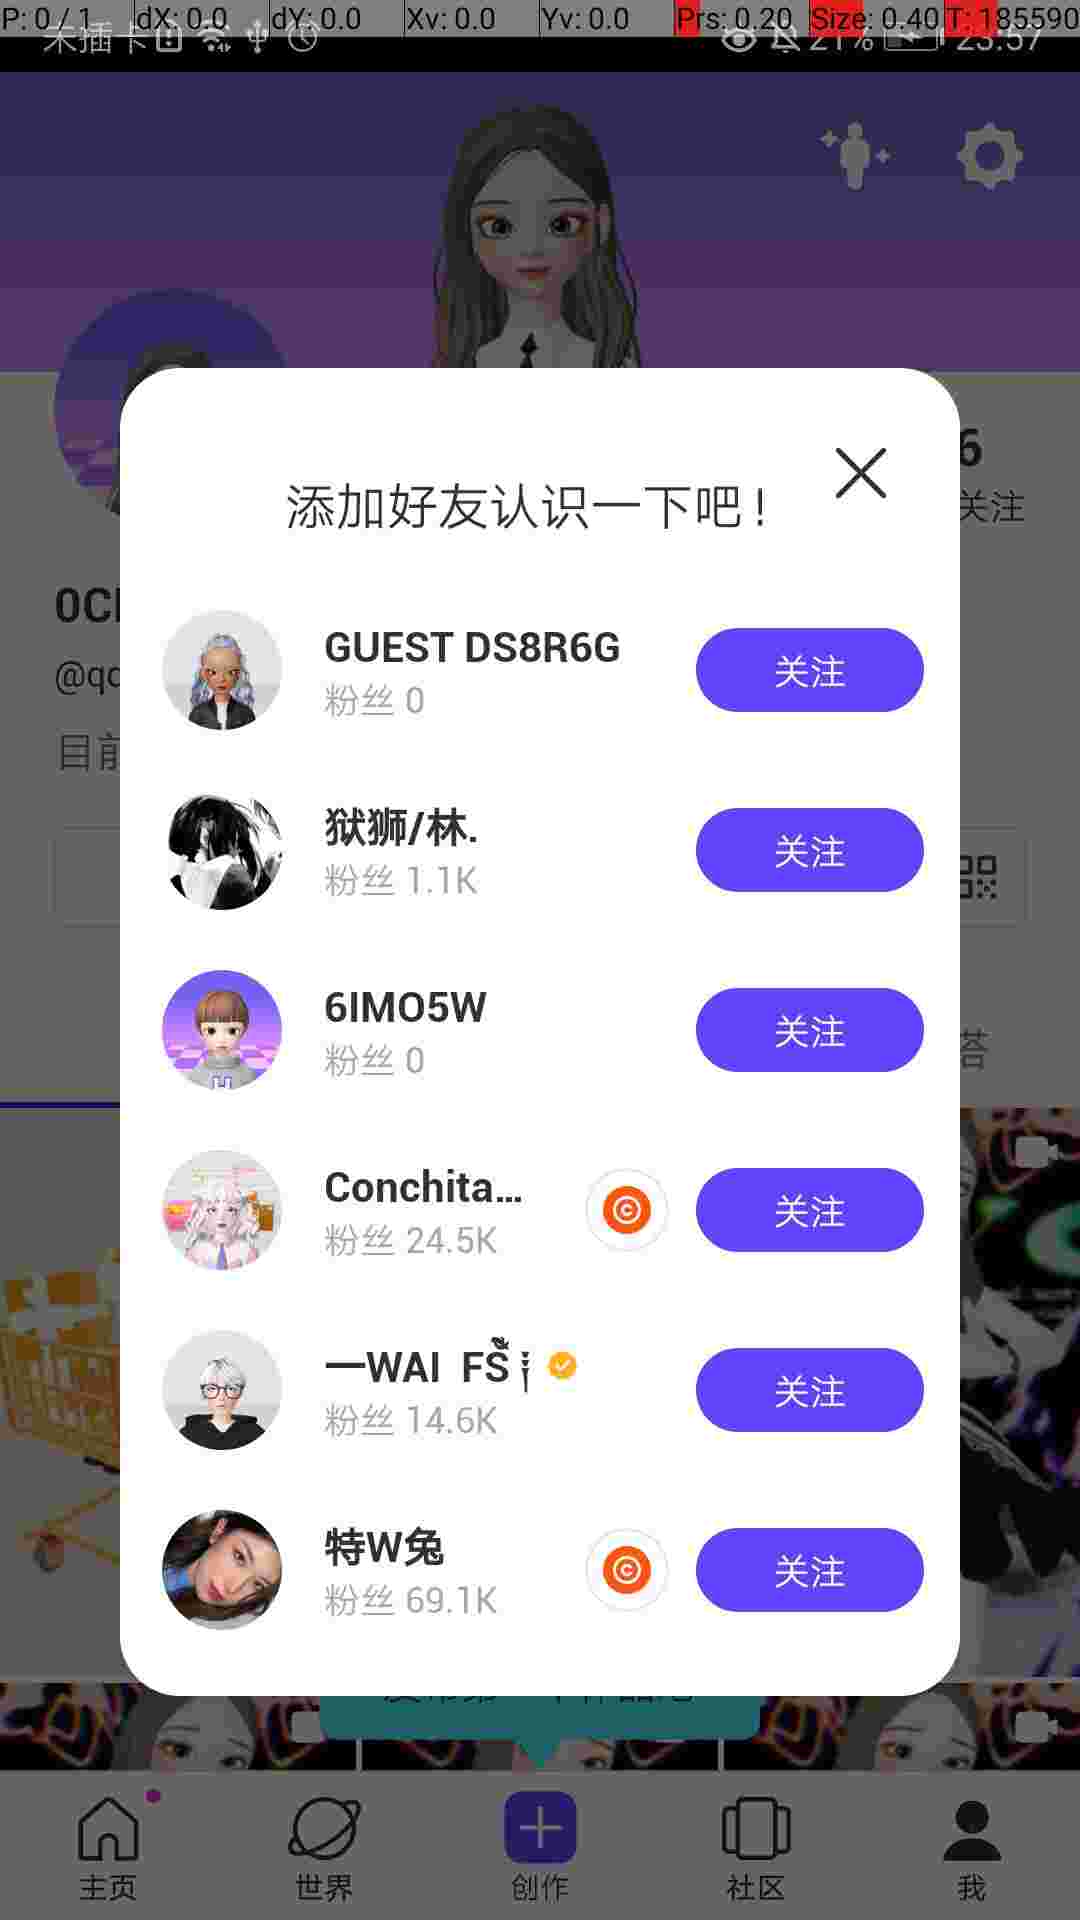 P: 0 / 1 dX: 0.0 dY: 0.0 Xv: 0.0 Yv: 0.0 Prs: 0.20 Size: 0.40 T: 185590
未插卡 21% 23:57
6
关注
添加好友认识一下吧!
GUEST DS8R6G
粉丝 0
关注
狱狮/林.
粉丝 1.1K
关注
6IMO5W
粉丝 0
关注
Conchita...
粉丝 24.5K
关注
一WAI FS
粉丝 14.6K
关注
特W兔
粉丝 69.1K
关注
@qc
目前
答
主页
世界
创作
社区
我